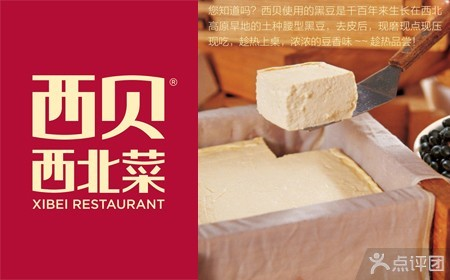 您知道吗?西贝使用的黑豆是千百年来生长在西北
高原旱地的土种腰型黑豆，去皮后，现磨现点现压
现吃，趁热上桌，浓浓的豆香味~~趁热品尝！
西贝®
西北菜
XIBEI RESTAURANT
点评团